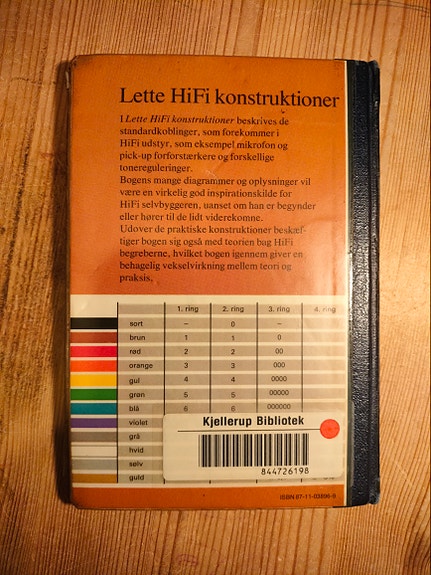 Lette HiFi konstruktioner
I Lette HiFi konstruktioner beskrives de
standardkoblinger, som forekommer i
HiFi udstyr, som eksempel mikrofon og
pick-up forforstærkere og forskellige
tonereguleringer.
Bogens mange diagrammer og oplysninger vil
være en virkelig god inspirationskilde for
HiFi selvbyggeren, uanset om han er begynder
eller hører til de lidt viderekomne.
Udover de praktiske konstruktioner beskæf-
tiger bogen sig også med teorien bag HiFi
begreberne, hvilket bogen igennem giver en
behagelig vekselvirkning mellem teori og
praksis.
1. ring 2. ring 3. ring 4. ring
sort – 0 –
brun 1 1 0
rød 2 2 00
orange 3 3 000
gul 4 4 0000
grøn 5 5 00000
blå 6 6 000000
violet
grå
hvid
sølv
guld
Kjellerup Bibliotek
844726198
ISBN 87-11-03896-9